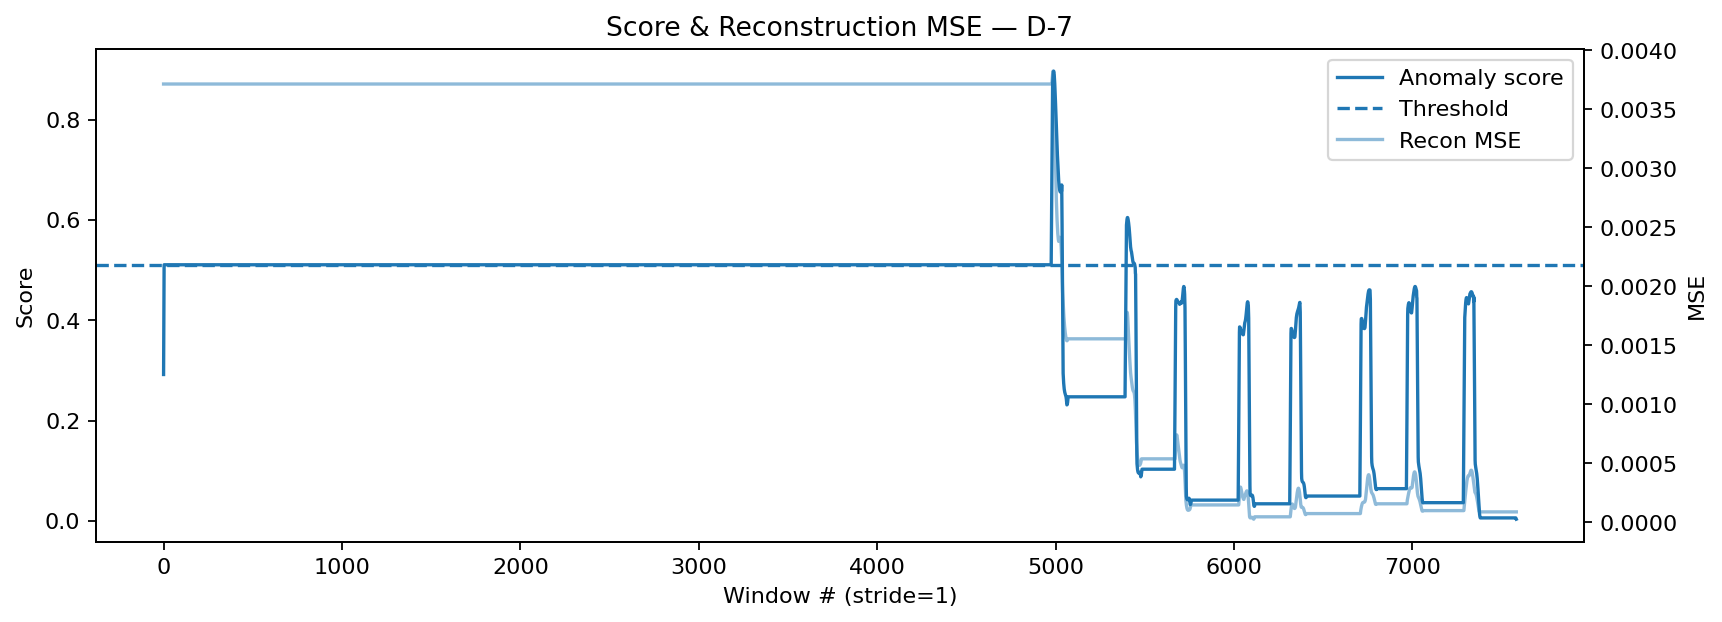 Score & Reconstruction MSE — D-7
Anomaly score
Threshold
Recon MSE
Score
0.8
0.6
0.4
0.2
0.0
MSE
0.0040
0.0035
0.0030
0.0025
0.0020
0.0015
0.0010
0.0005
0.0000
0 1000 2000 3000 4000 5000 6000 7000
Window # (stride=1)